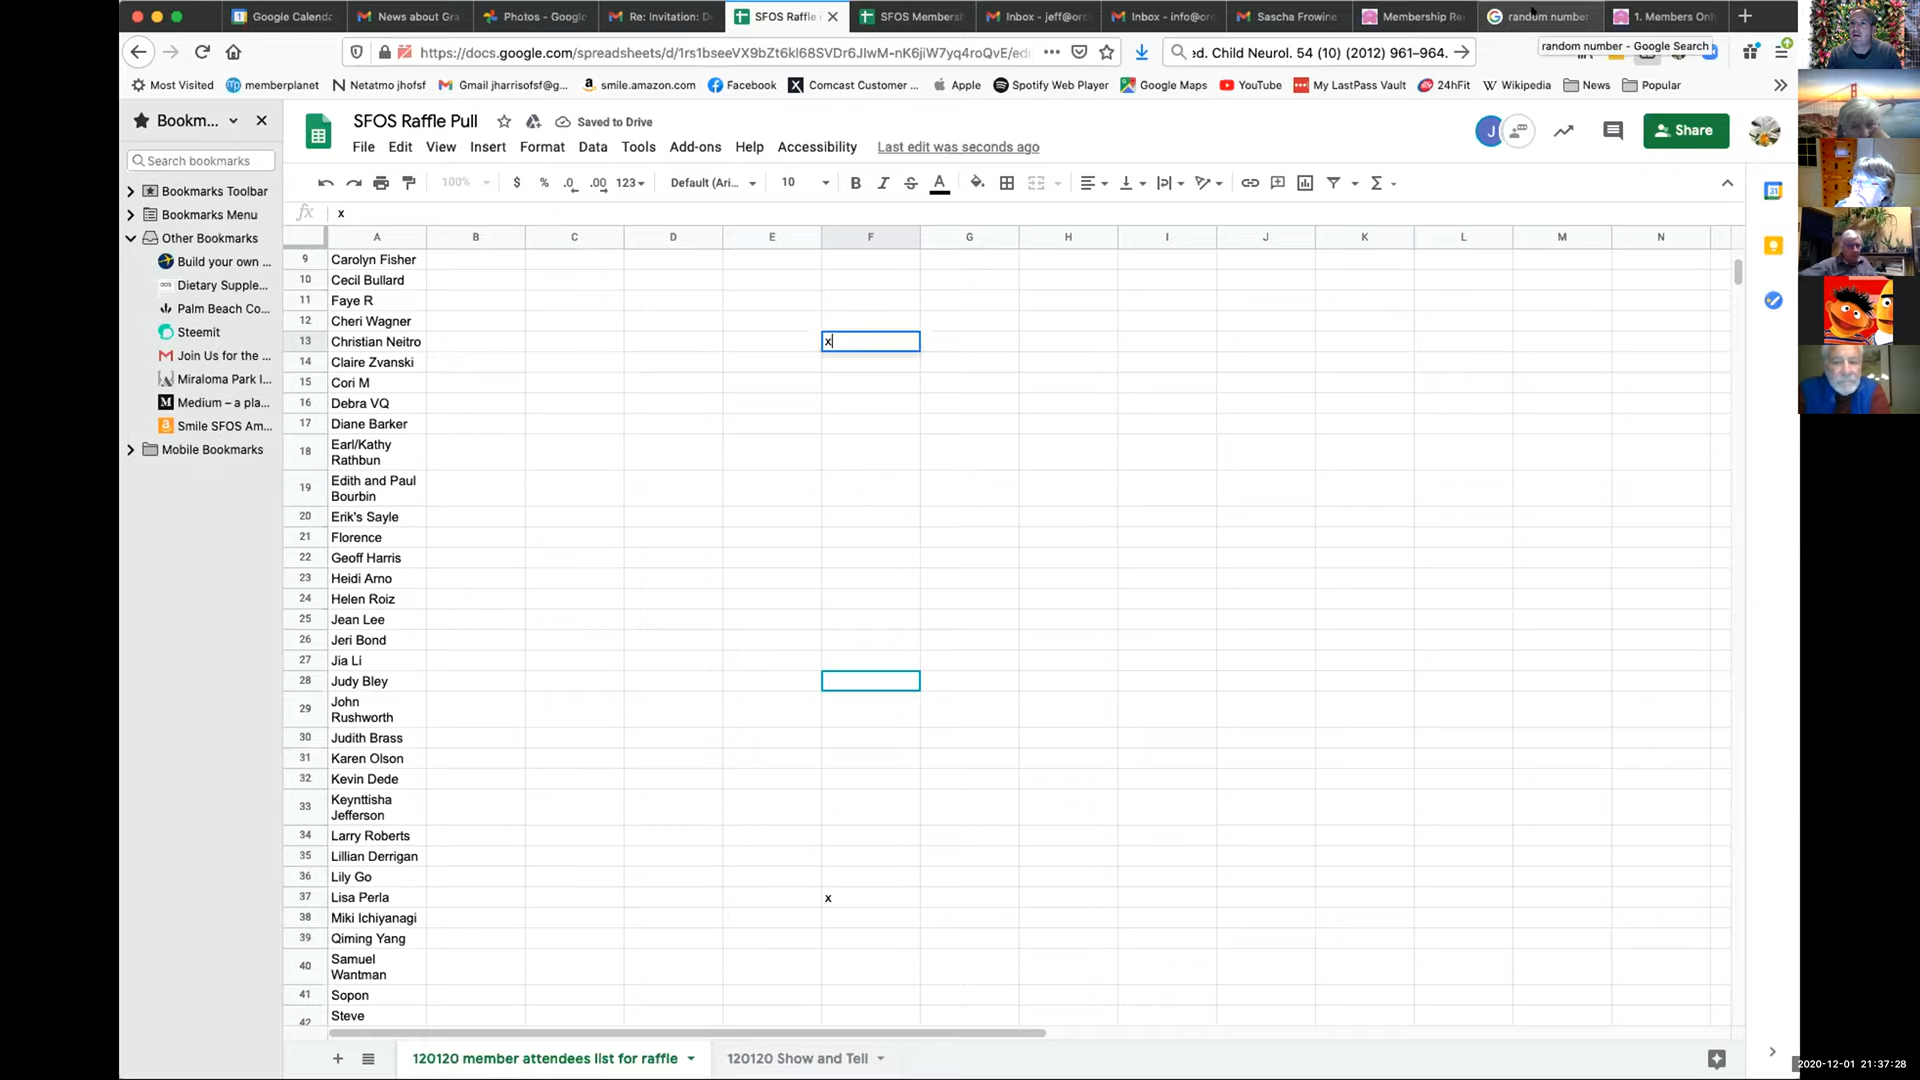 Google Calenc
News about Gra
Photos - Google
Re: Invitation: D
SFOS Raffle
SFOS Membersh
Inbox - jeff@orc
Inbox - info@orc
Sascha Frowine
Membership Re
random number
1. Members Onl
https://docs.google.com/spreadsheets/d/1rs1bseeVX9bZt6kl68SVDr6JlwM-nK6jiW7yq4roQvE/edi
ed. Child Neurol. 54 (10) (2012) 961–964.
random number - Google Search
Most Visited
memberplanet
Netatmo jhofsf
Gmail jharrisofsf@g...
smile.amazon.com
Facebook
Comcast Customer ...
Apple
Spotify Web Player
Google Maps
YouTube
My LastPass Vault
24hFit
Wikipedia
News
Popular
Bookm...
Search bookmarks
Bookmarks Toolbar
Bookmarks Menu
Other Bookmarks
Build your own ...
Dietary Supple...
Palm Beach Co...
Steemit
Join Us for the ...
Miraloma Park I...
Medium – a pla...
Smile SFOS Am...
Mobile Bookmarks
SFOS Raffle Pull
Saved to Drive
File Edit View Insert Format Data Tools Add-ons Help Accessibility Last edit was seconds ago
J
Share
100% $ % .0 .00 123 Default (Ari... 10 B I S A
fx x
A B C D E F G H I J K L M N
9 Carolyn Fisher
10 Cecil Bullard
11 Faye R
12 Cheri Wagner
13 Christian Neitro x
14 Claire Zvanski
15 Cori M
16 Debra VQ
17 Diane Barker
18 Earl/Kathy
Rathbun
19 Edith and Paul
Bourbin
20 Erik's Sayle
21 Florence
22 Geoff Harris
23 Heidi Arno
24 Helen Roiz
25 Jean Lee
26 Jeri Bond
27 Jia Li
28 Judy Bley
29 John
Rushworth
30 Judith Brass
31 Karen Olson
32 Kevin Dede
33 Keynttisha
Jefferson
34 Larry Roberts
35 Lillian Derrigan
36 Lily Go
37 Lisa Perla x
38 Miki Ichiyanagi
39 Qiming Yang
40 Samuel
Wantman
41 Sopon
42 Steve
120120 member attendees list for raffle
120120 Show and Tell
2020-12-01 21:37:28